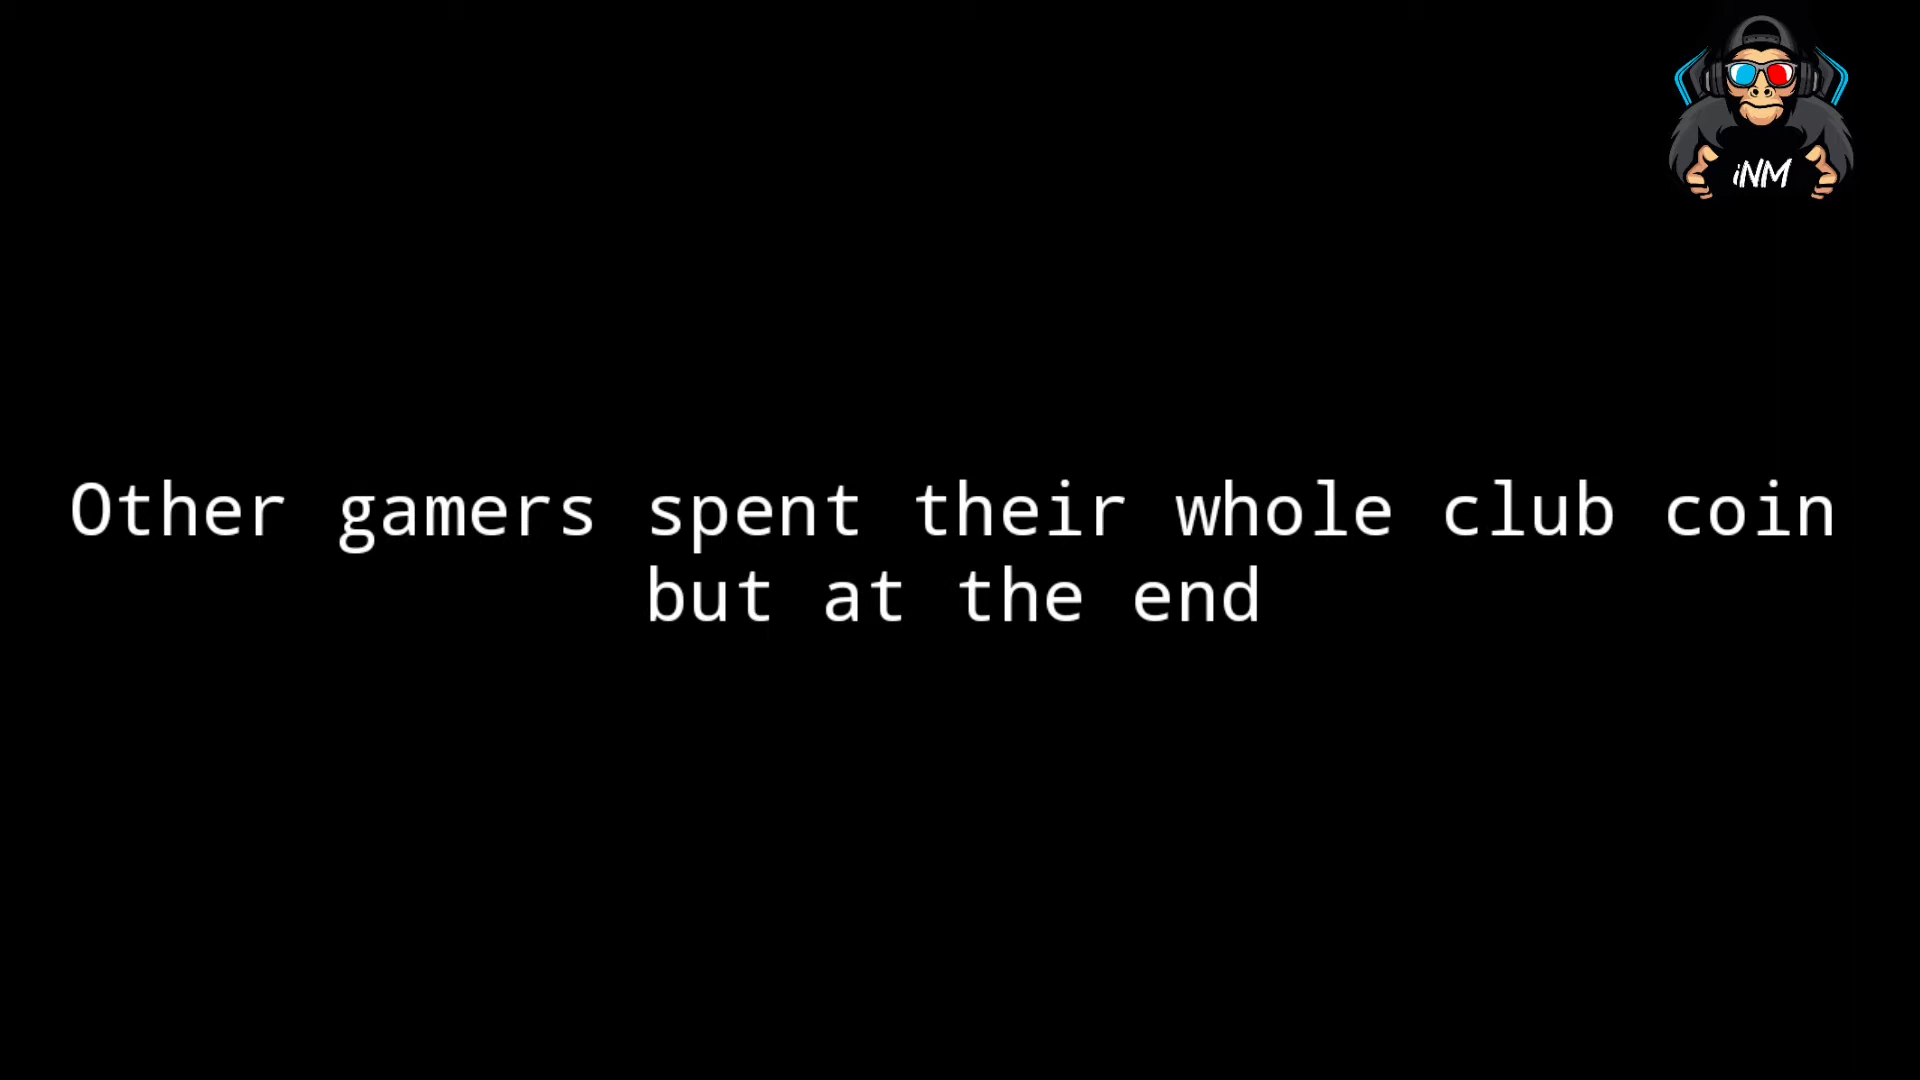 iNM
Other gamers spent their whole club coin
but at the end